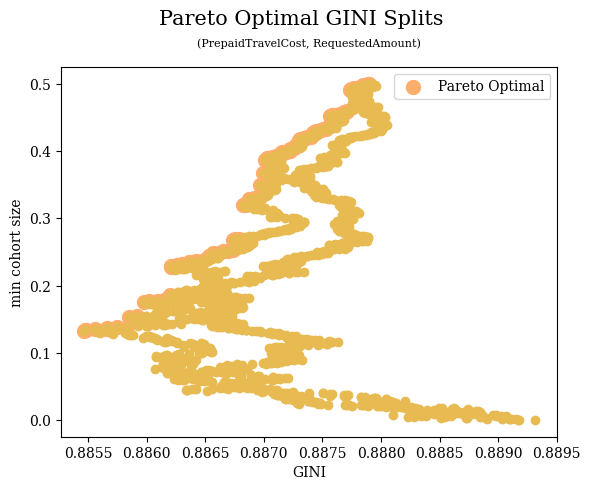 Pareto Optimal GINI Splits
(PrepaidTravelCost, RequestedAmount)
Pareto Optimal
min cohort size
0.5
0.4
0.3
0.2
0.1
0.0
0.8855 0.8860 0.8865 0.8870 0.8875 0.8880 0.8885 0.8890 0.8895
GINI